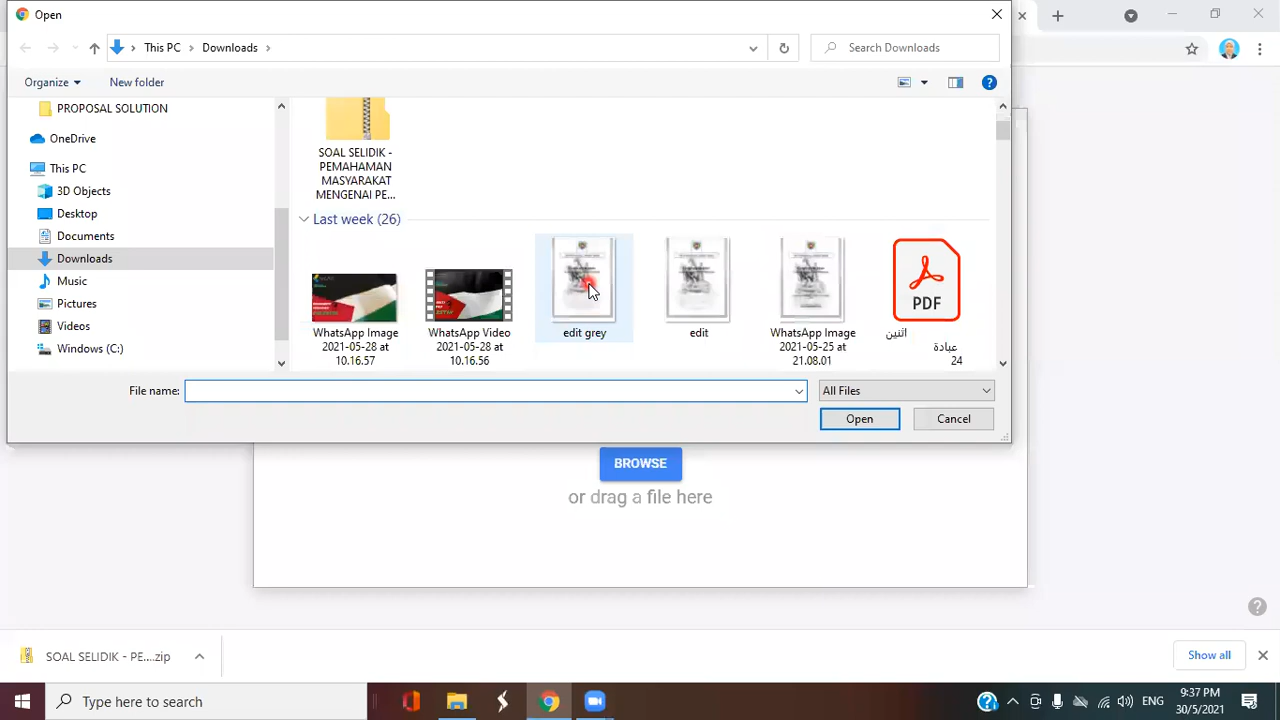 Open
This PC
Downloads
Search Downloads
Organize
New folder
PROPOSAL SOLUTION
OneDrive
This PC
3D Objects
Desktop
Documents
Downloads
Music
Pictures
Videos
Windows (C:)
SOAL SELIDIK -
PEMAHAMAN
MASYARAKAT
MENGENAI PE...
Last week (26)
WhatsApp Image
2021-05-28 at
10.16.57
WhatsApp Video
2021-05-28 at
10.16.56
edit grey
edit
WhatsApp Image
2021-05-25 at
21.08.01
PDF
اثنين
عبادة
24
File name:
All Files
Open
Cancel
BROWSE
or drag a file here
SOAL SELIDIK - PE....zip
Show all
Type here to search
ENG
9:37 PM
30/5/2021